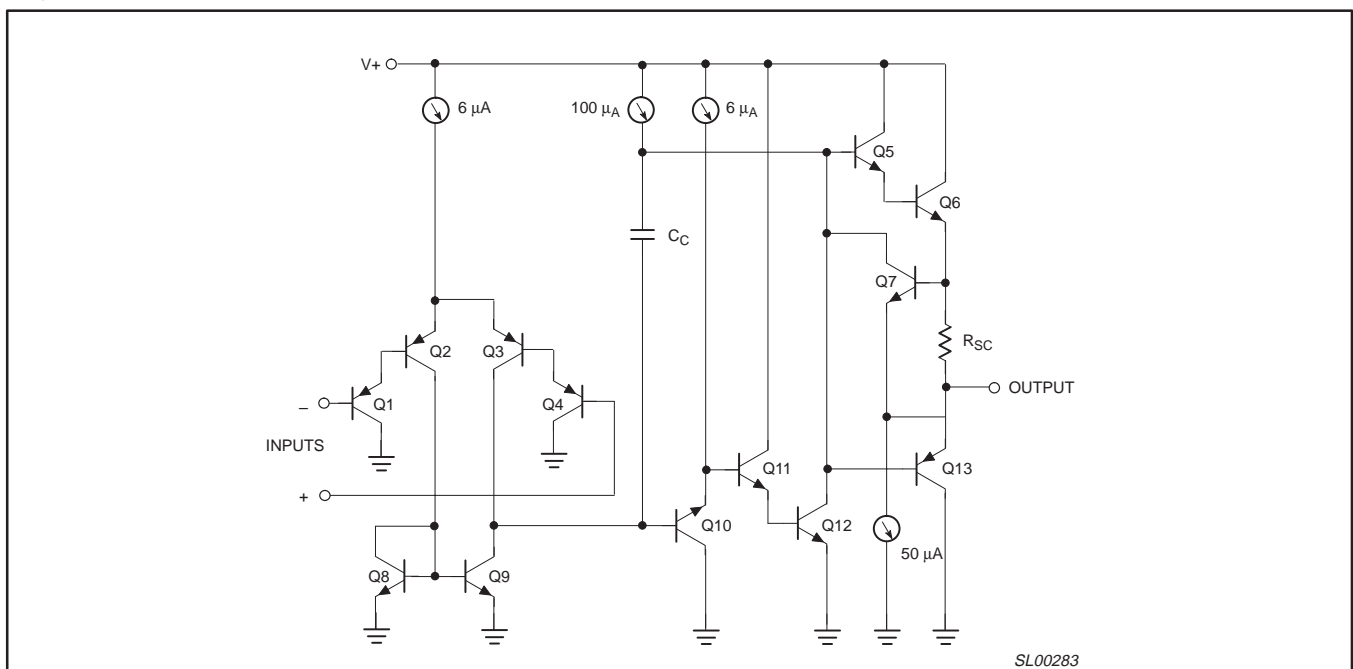 V+
6 μA
100 μA
6 μA
Q5
Q6
CC
Q7
Q2
Q3
RSC
Q1
Q4
–
OUTPUT
INPUTS
Q11
Q13
+
Q10
Q12
50 μA
Q8
Q9
SL00283